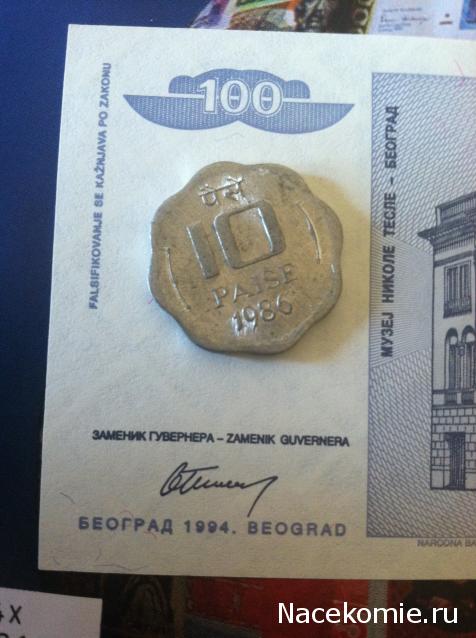 100
FALSIFIKOVANJE SE KAŽNJAVA PO ZAKONU
पैसे
10
PAISE
1986
МУЗЕЈ НИКОЛЕ ТЕСЛЕ – БЕОГРАД
ЗАМЕНИК ГУВЕРНЕРА – ZAMENIK GUVERNERA
БЕОГРАД 1994. BEOGRAD
NARODNA BA
Nacekomie.ru